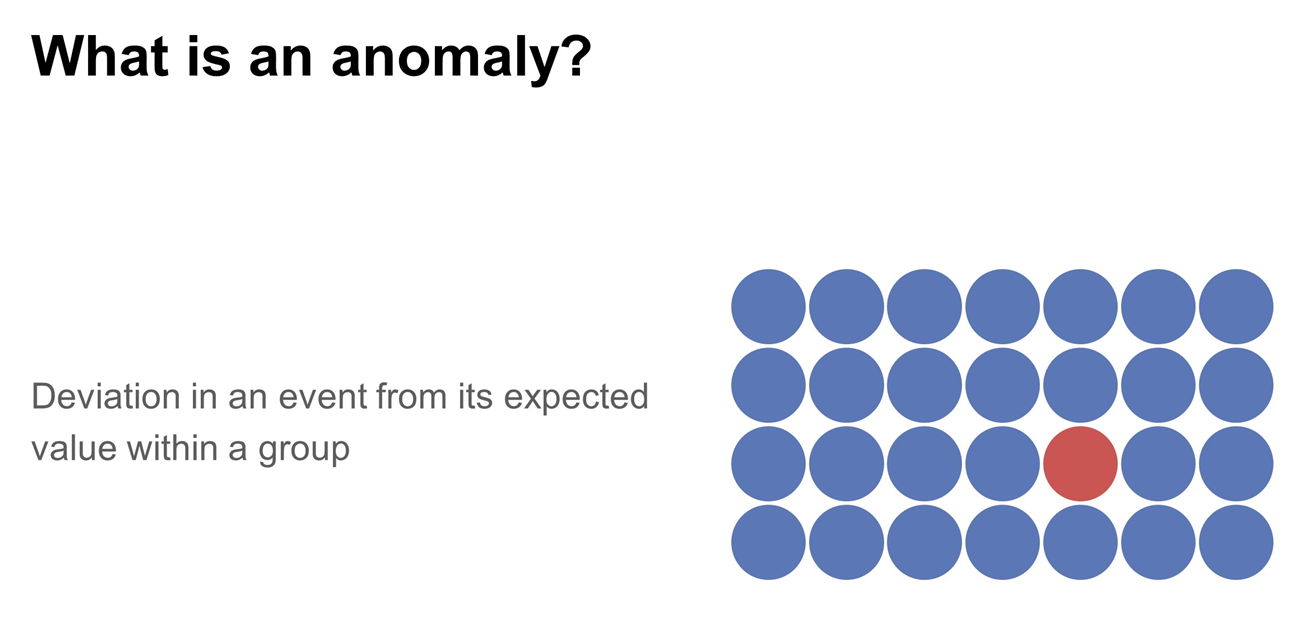 What is an anomaly?
Deviation in an event from its expected
value within a group